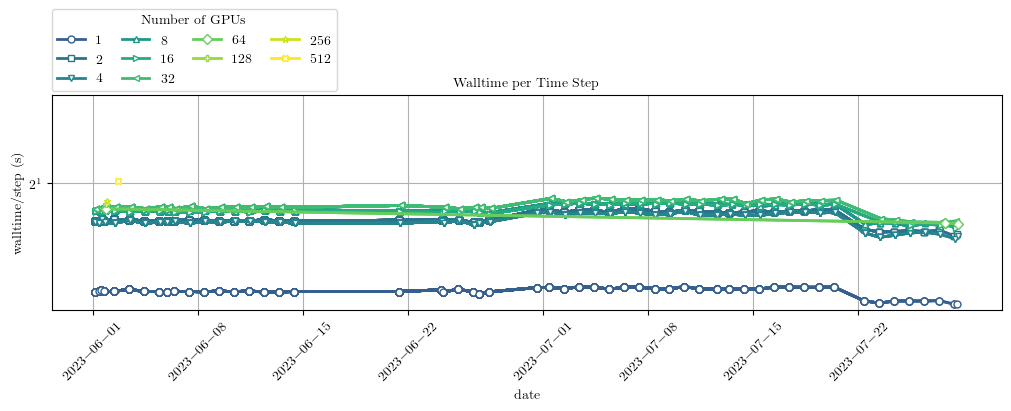 Number of GPUs
1 8 64 256
2 16 128 512
4 32
Walltime per Time Step
walltime/step (s)
2^1
2023-06-01 2023-06-08 2023-06-15 2023-06-22 2023-07-01 2023-07-08 2023-07-15 2023-07-22
date